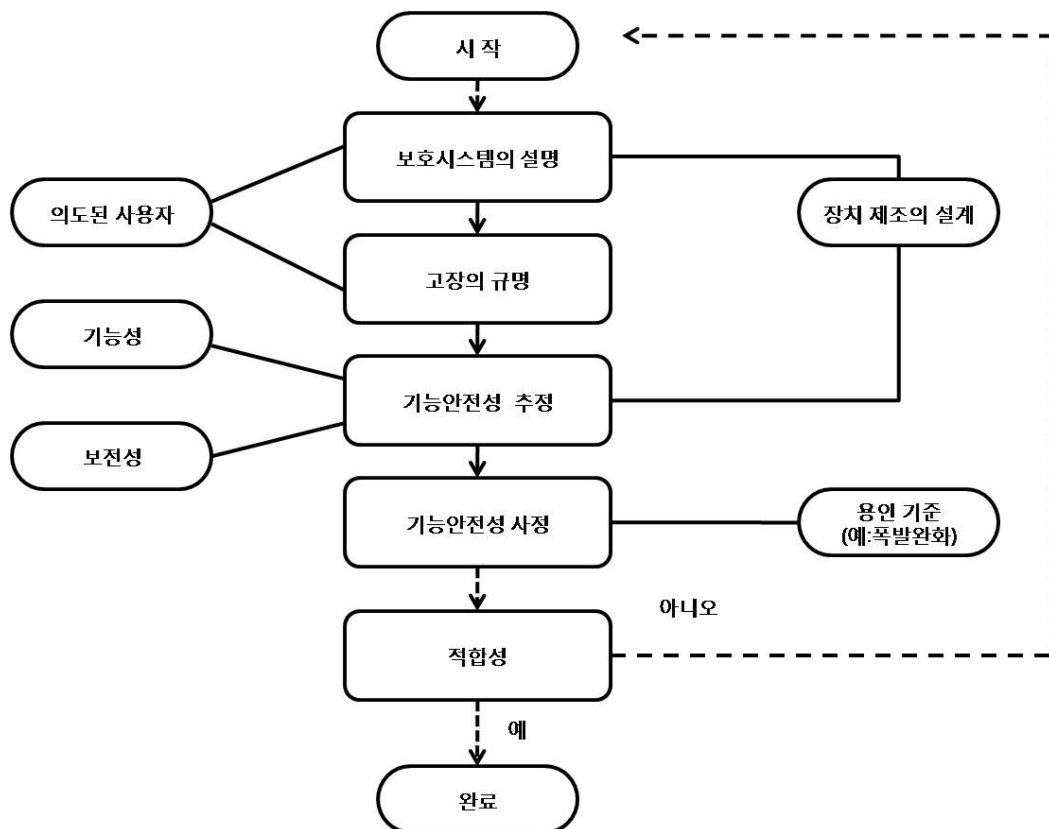 시 작
보호시스템의 설명
의도된 사용자
장치 제조의 설계
고장의 규명
기능성
기능안전성 추정
보전성
기능안전성 사정
용인 기준
(예:폭발완화)
아니오
적합성
예
완료